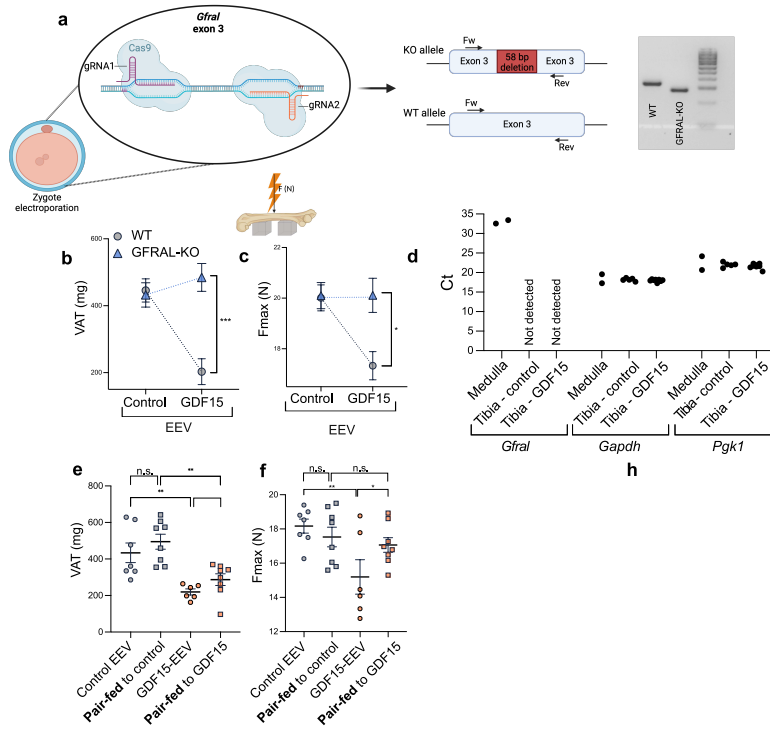 a
Gfral
exon 3
Cas9
gRNA1
gRNA2
Zygote
electroporation
KO allele
Fw
Exon 3
58 bp
deletion
Exon 3
Rev
WT allele
Fw
Exon 3
Rev
WT
GFRAL-KO
F (N)
WT
GFRAL-KO
b
VAT (mg)
600
400
200
***
Control
GDF15
EEV
c
Fmax (N)
22
20
18
*
Control
GDF15
EEV
d
Ct
35
30
25
20
15
10
5
0
Not detected
Not detected
Medulla
Tibia - control
Tibia - GDF15
Medulla
Tibia - control
Tibia - GDF15
Medulla
Tibia - control
Tibia - GDF15
Gfral
Gapdh
Pgk1
h
e
n.s.
**
**
VAT (mg)
800
600
400
200
0
Control EEV
Pair-fed to control
GDF15-EEV
Pair-fed to GDF15
f
n.s.
n.s.
**
*
Fmax (N)
20
18
16
14
12
Control EEV
Pair-fed to control
GDF15-EEV
Pair-fed to GDF15